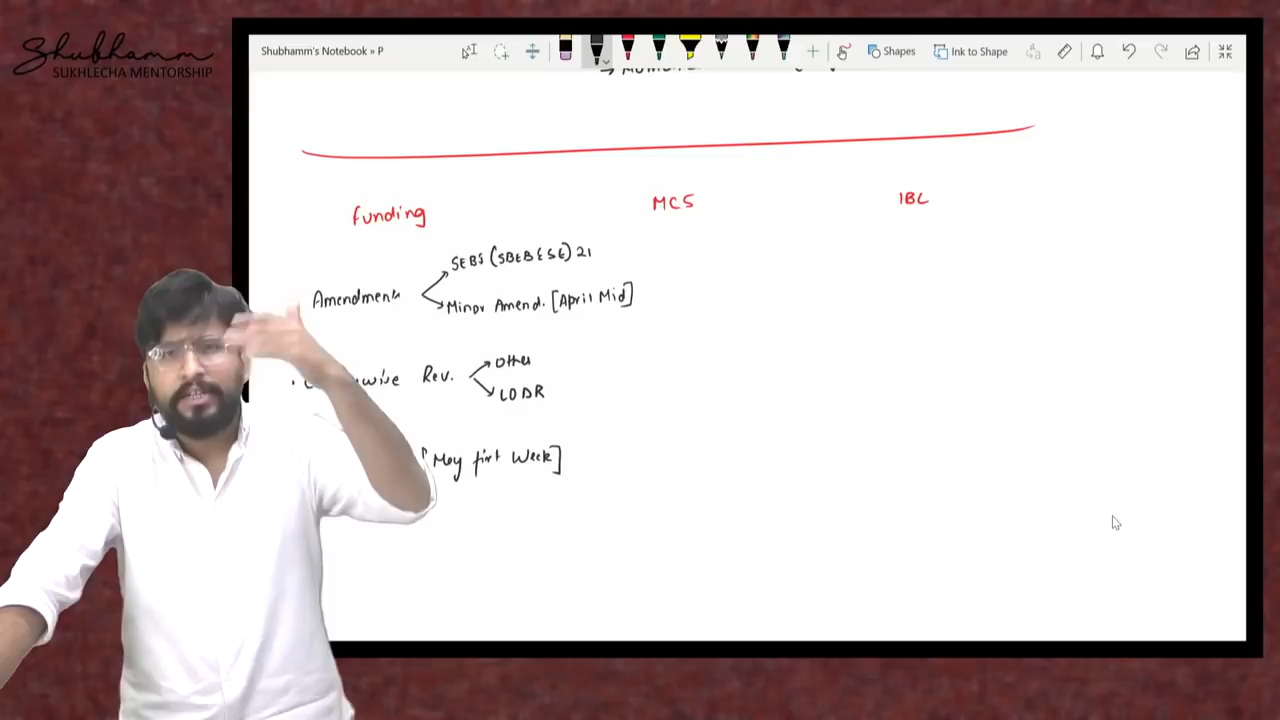 Shubhamm
SUKHLECHA MENTORSHIP
Shubhamm's Notebook » P
Shapes
Ink to Shape
Funding
MCS
IBC
SEBS (SBEB & SE) 21
Amendments
Minor Amend. [April Mid]
Other
Rev.
LODR
[May first Week]